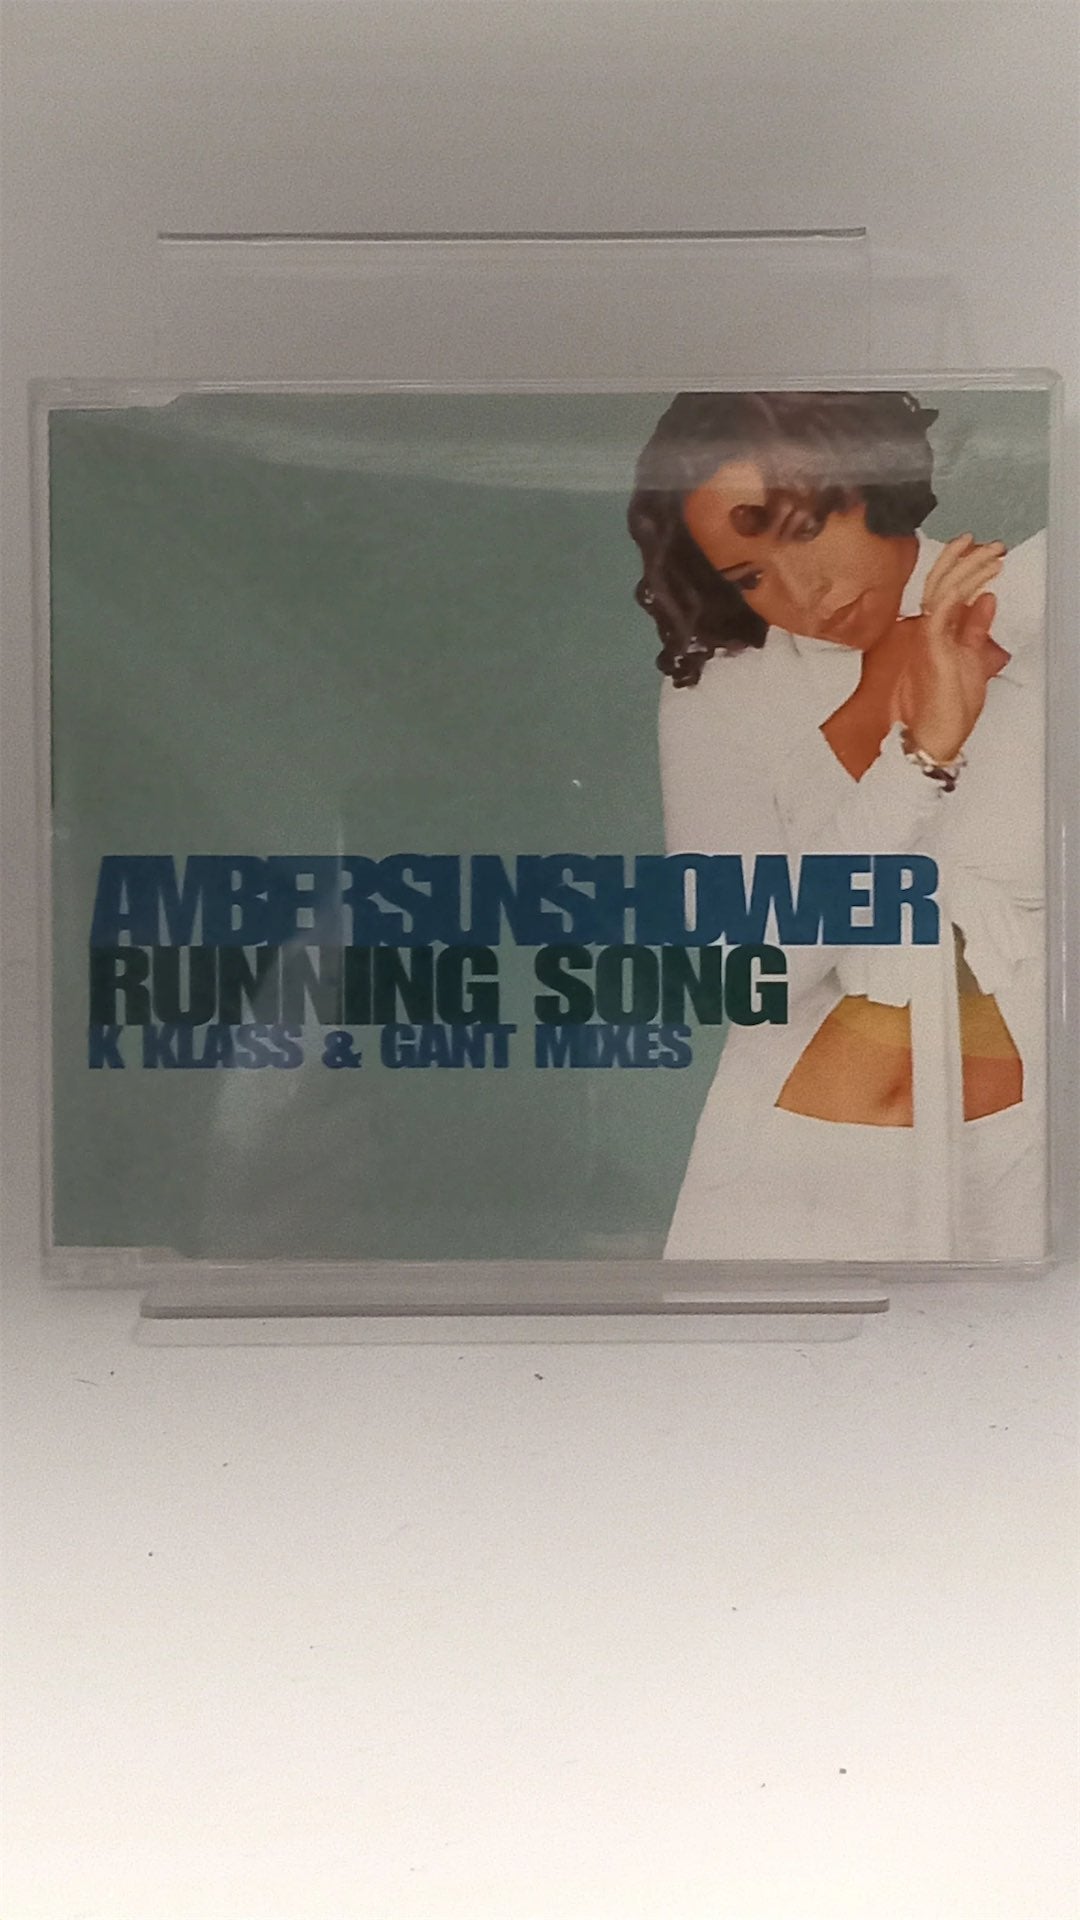 AMBERSUNSHOWER
RUNNING SONG
K KLASS & GANT MIXES